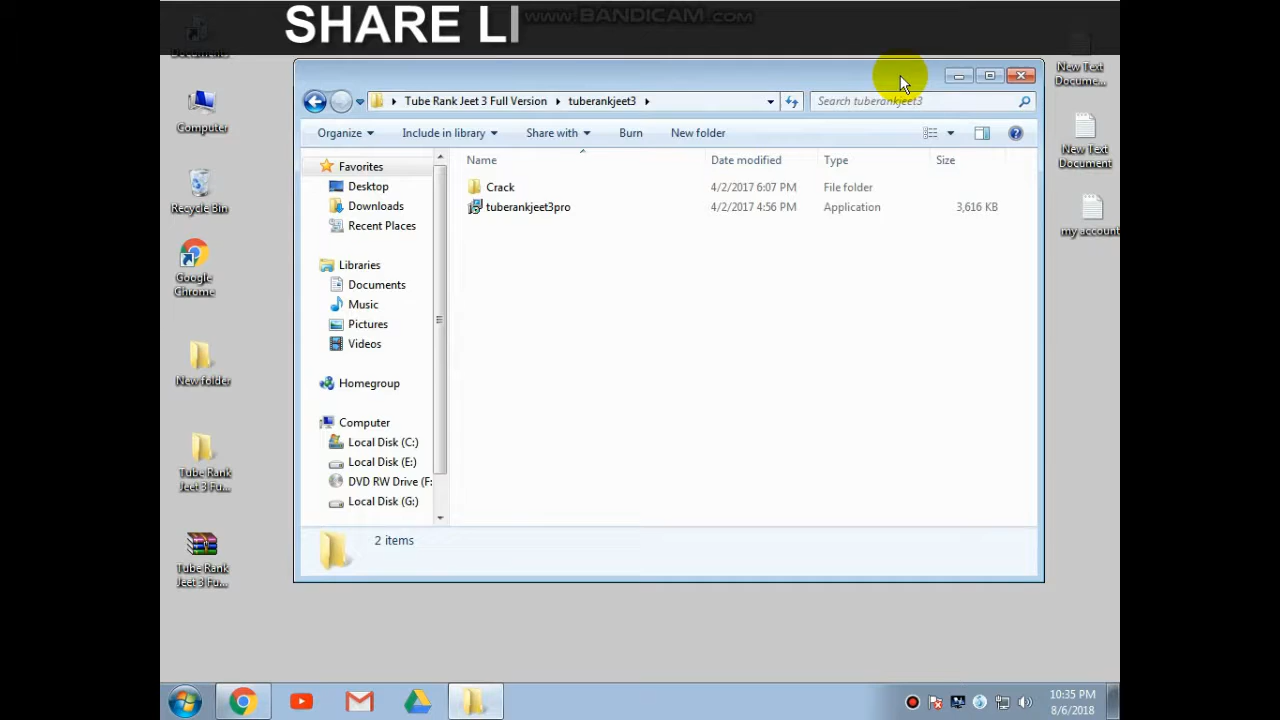 SHARE LI
www.BANDICAM.com
Documents
Computer
Recycle Bin
Google Chrome
New folder
Tube Rank Jeet 3 Fu...
Tube Rank Jeet 3 Fu...
Tube Rank Jeet 3 Full Version
tuberankjeet3
Search tuberankjeet3
Organize
Include in library
Share with
Burn
New folder
Name
Date modified
Type
Size
Crack
4/2/2017 6:07 PM
File folder
tuberankjeet3pro
4/2/2017 4:56 PM
Application
3,616 KB
Favorites
Desktop
Downloads
Recent Places
Libraries
Documents
Music
Pictures
Videos
Homegroup
Computer
Local Disk (C:)
Local Disk (E:)
DVD RW Drive (F:
Local Disk (G:)
2 items
New Text Docume...
New Text Document
my account
10:35 PM
8/6/2018